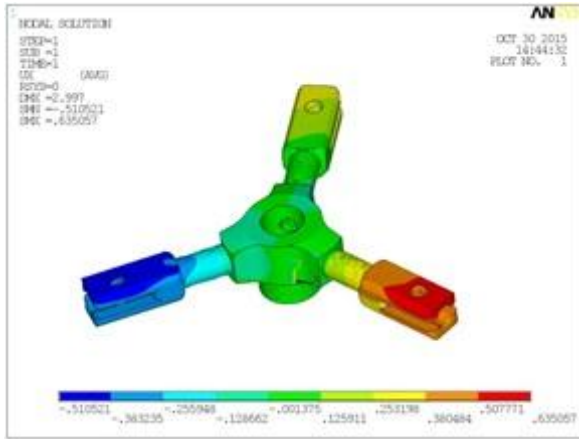 1
NODAL SOLUTION
STEP=1
SUB =1
TIME=1
UX (AVG)
RSYS=0
DMX =2.997
SMN =-.510521
SMX =.635057
ANSYS
OCT 30 2015
14:44:32
PLOT NO. 1
-.510521 -.383235 -.255948 -.128662 -.001375 .125911 .253198 .380484 .507771 .635057